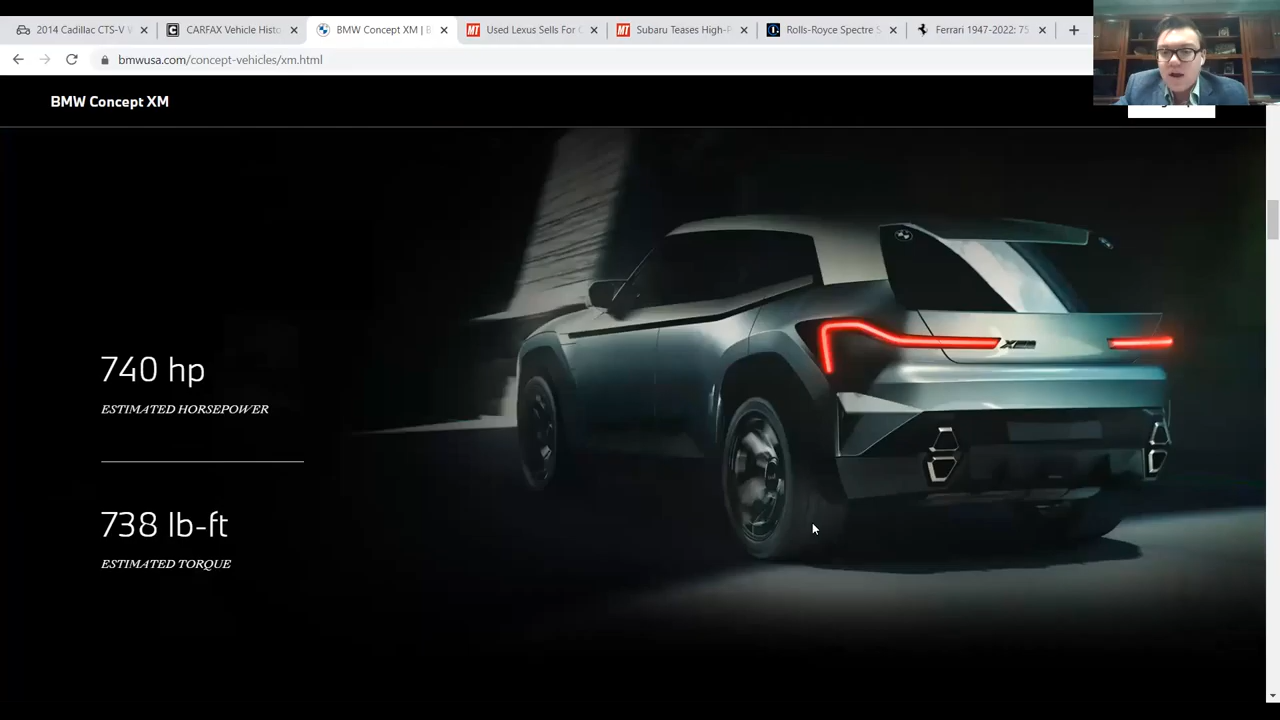 2014 Cadillac CTS-V W
CARFAX Vehicle Histo
BMW Concept XM | B
Used Lexus Sells For
Subaru Teases High-P
Rolls-Royce Spectre S
Ferrari 1947-2022: 75
bmwusa.com/concept-vehicles/xm.html
BMW Concept XM
740 hp
ESTIMATED HORSEPOWER
738 lb-ft
ESTIMATED TORQUE